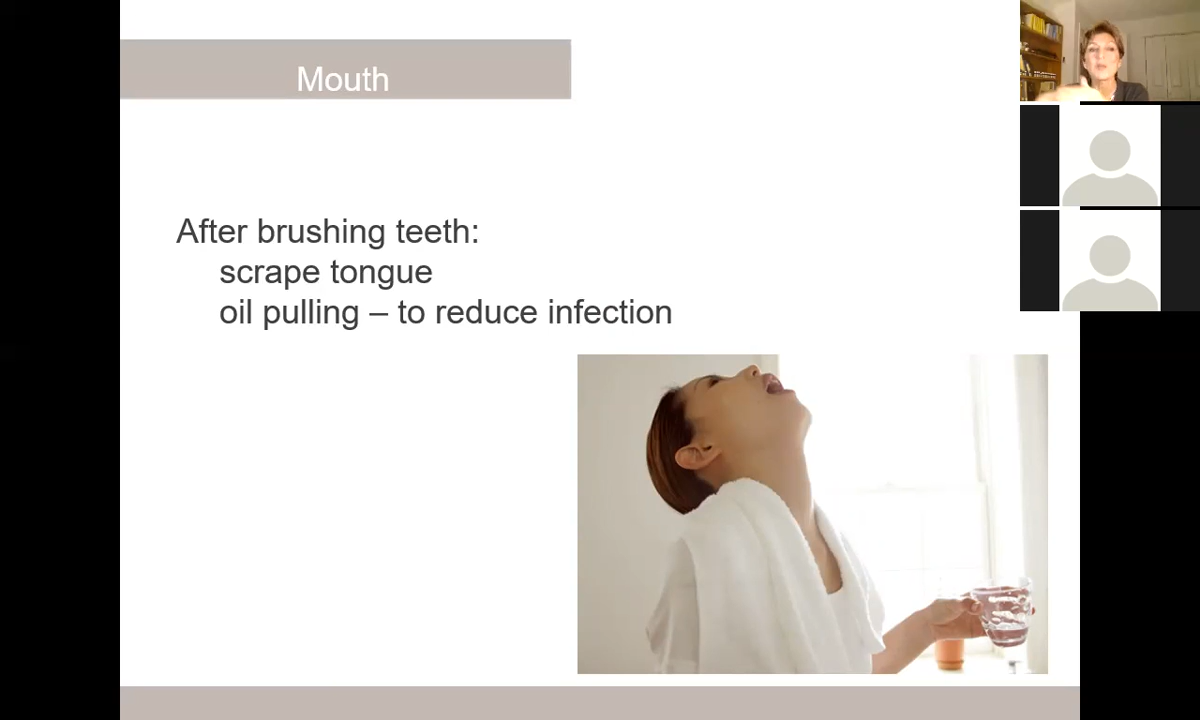 Mouth
After brushing teeth:
scrape tongue
oil pulling – to reduce infection